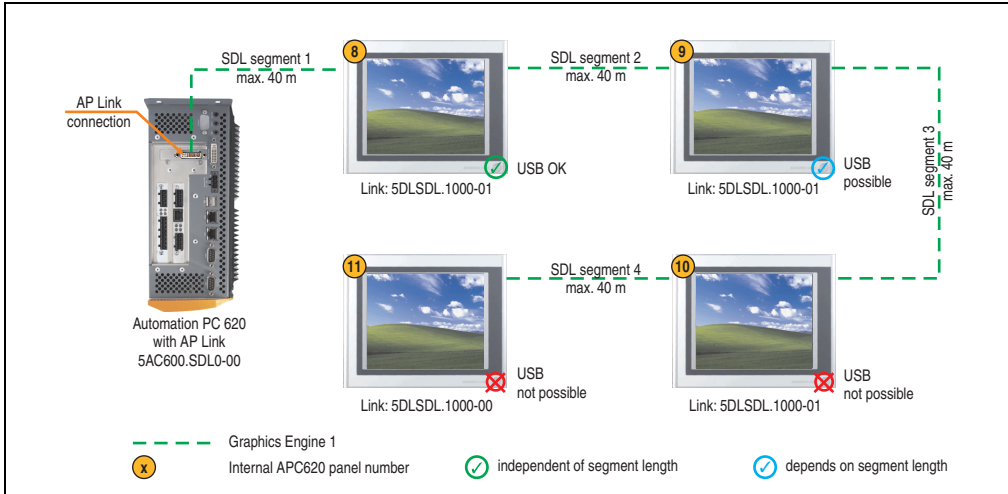 SDL segment 1
max. 40 m
8
SDL segment 2
max. 40 m
9
AP Link
connection
SDL segment 3
max. 40 m
USB OK
USB
possible
Link: 5DLSDL.1000-01
Link: 5DLSDL.1000-01
11
SDL segment 4
max. 40 m
10
Automation PC 620
with AP Link
5AC600.SDL0-00
USB
not possible
USB
not possible
Link: 5DLSDL.1000-00
Link: 5DLSDL.1000-01
Graphics Engine 1
x
Internal APC620 panel number
independent of segment length
depends on segment length